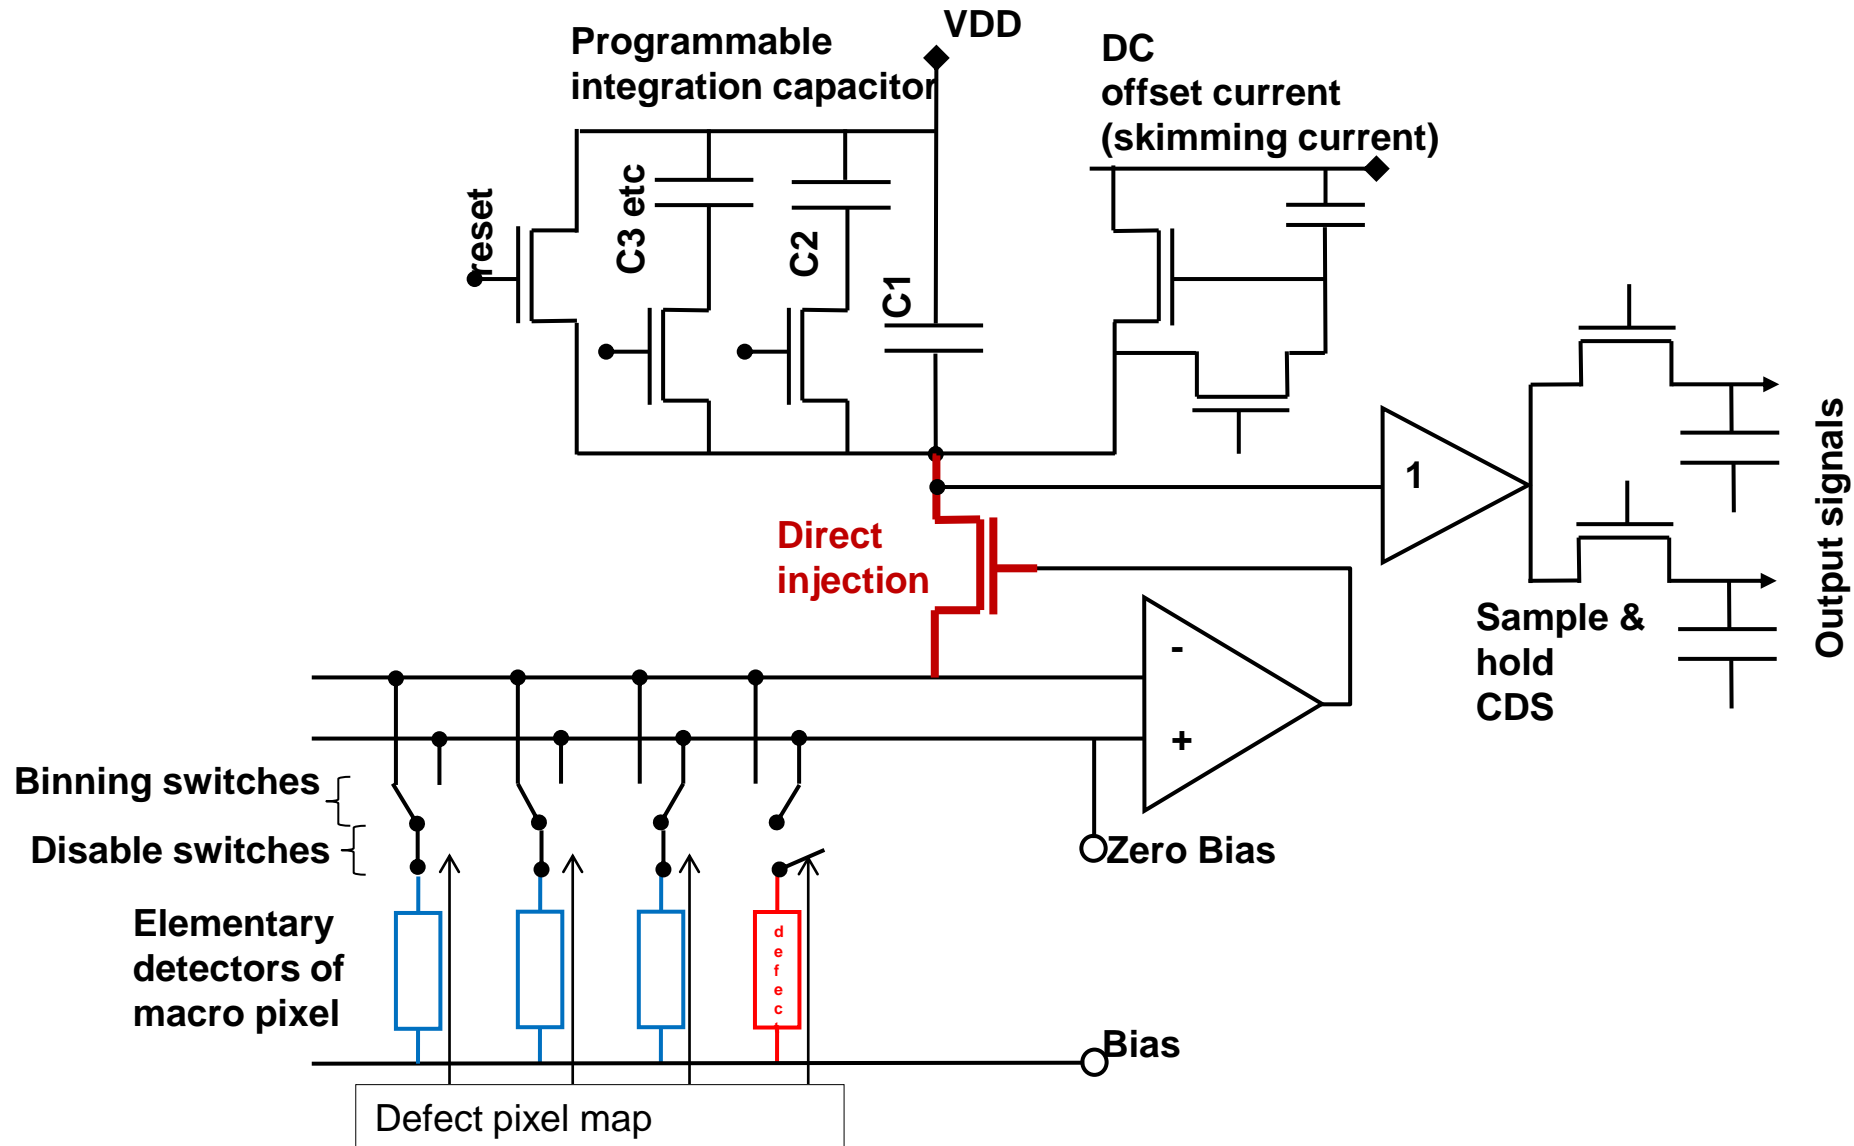 VDD
Programmable
integration capacitor
DC
offset current
(skimming current)
reset
C3 etc
C2
C1
1
Output signals
Direct
injection
Sample &
hold
CDS
-
+
Binning switches
Disable switches
Zero Bias
Elementary
detectors of
macro pixel
defec
Bias
Defect pixel map